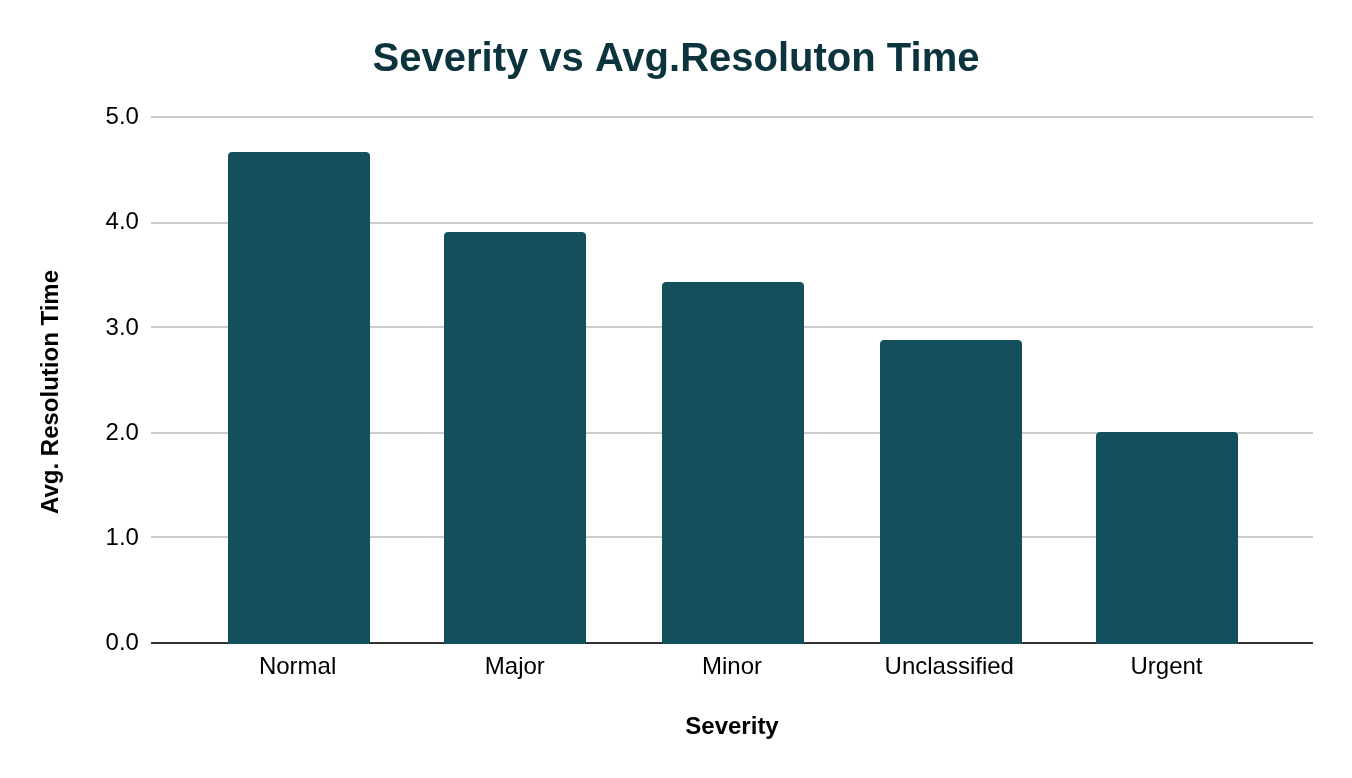 Severity vs Avg.Resoluton Time
5.0
4.0
3.0
2.0
1.0
0.0
Avg. Resolution Time
Normal Major Minor Unclassified Urgent
Severity